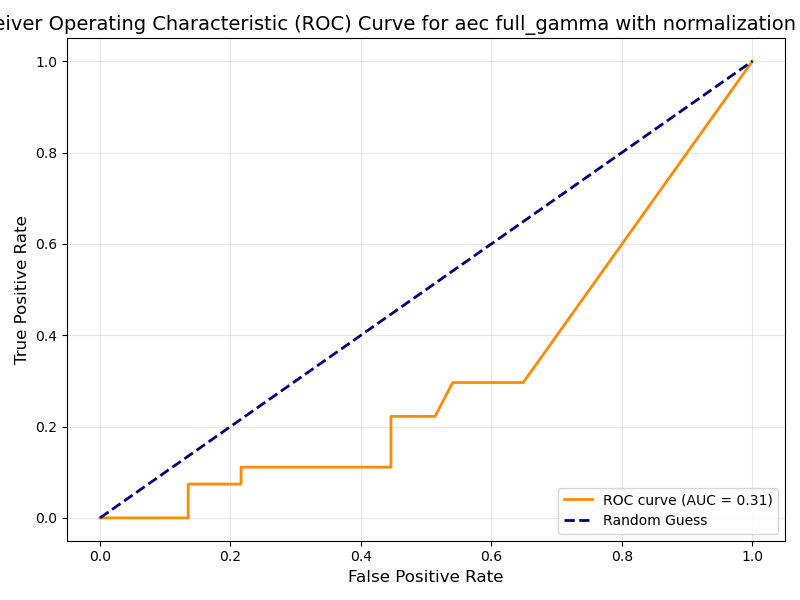 eiver Operating Characteristic (ROC) Curve for aec full_gamma with normalization
1.0
0.8
0.6
0.4
0.2
0.0
True Positive Rate
0.0 0.2 0.4 0.6 0.8 1.0
False Positive Rate
ROC curve (AUC = 0.31)
Random Guess